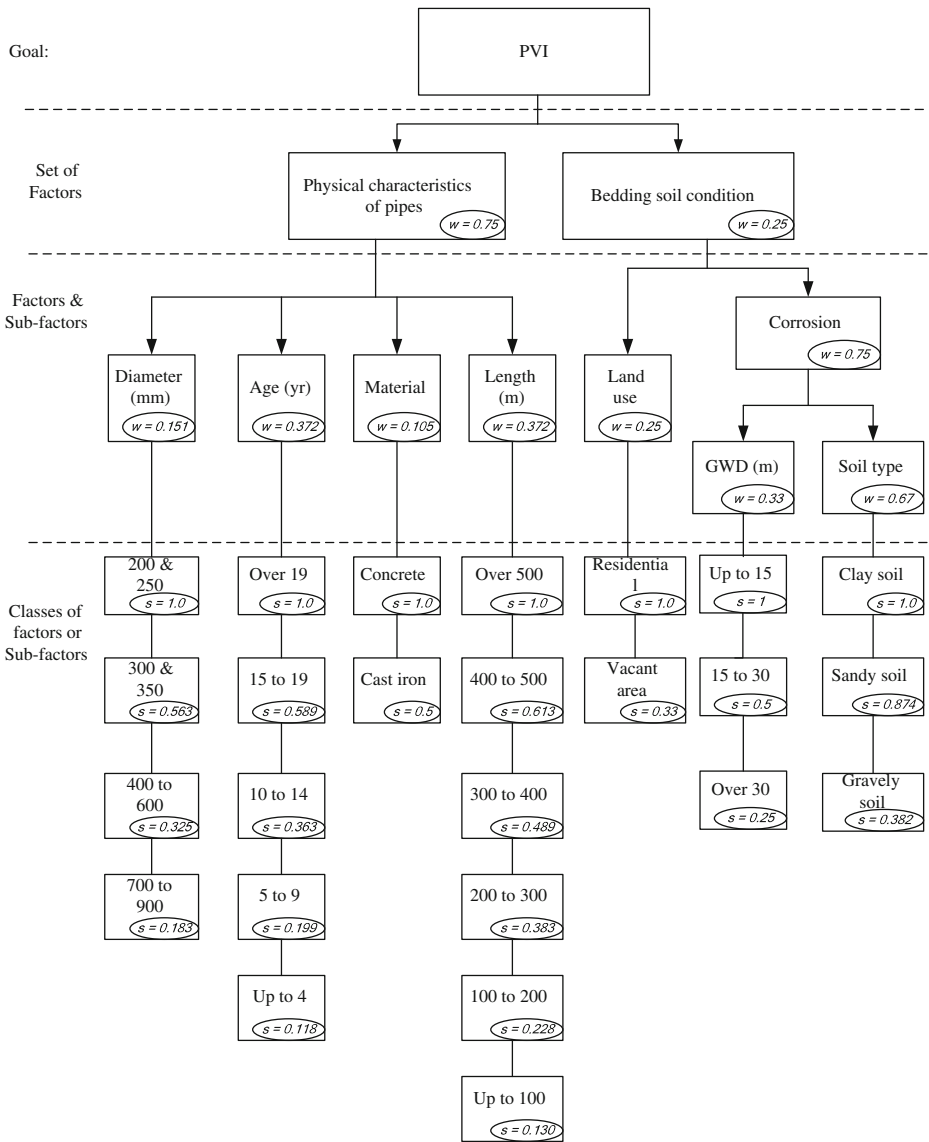 Goal:
PVI
Set of
Factors
Physical characteristics
of pipes
w = 0.75
Bedding soil condition
w = 0.25
Factors &
Sub-factors
Corrosion
w = 0.75
Diameter
(mm)
w = 0.151
Age (yr)
w = 0.372
Material
w = 0.105
Length
(m)
w = 0.372
Land
use
w = 0.25
GWD (m)
w = 0.33
Soil type
w = 0.67
Classes of
factors or
Sub-factors
200 &
250
s = 1.0
Over 19
s = 1.0
Concrete
s = 1.0
Over 500
s = 1.0
Residentia
l
s = 1.0
Up to 15
s = 1
Clay soil
s = 1.0
300 &
350
s = 0.563
15 to 19
s = 0.589
Cast iron
s = 0.5
400 to 500
s = 0.613
Vacant
area
s = 0.33
15 to 30
s = 0.5
Sandy soil
s = 0.874
400 to
600
s = 0.325
10 to 14
s = 0.363
300 to 400
s = 0.489
Over 30
s = 0.25
Gravely
soil
s = 0.382
700 to
900
s = 0.183
5 to 9
s = 0.199
200 to 300
s = 0.383
Up to 4
s = 0.118
100 to 200
s = 0.228
Up to 100
s = 0.130